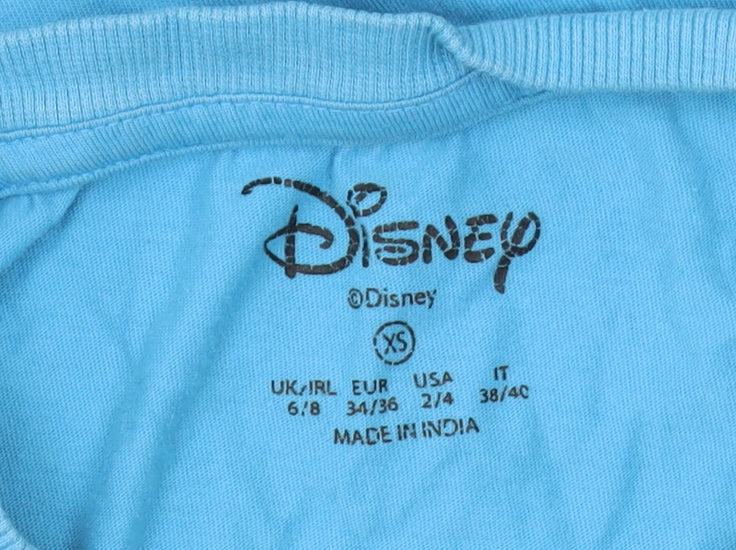 Disney
©Disney
XS
UK/IRL EUR USA IT
6/8 34/36 2/4 38/40
MADE IN INDIA